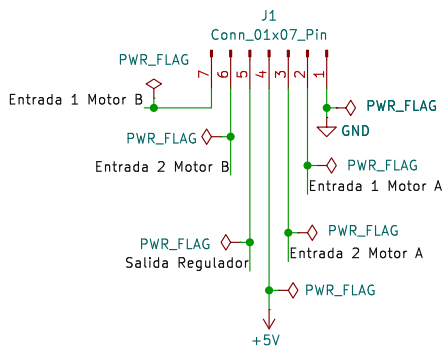 J1
Conn_01x07_Pin
7 6 5 4 3 2 1
PWR_FLAG
Entrada 1 Motor B
PWR_FLAG
GND
PWR_FLAG
Entrada 2 Motor B
PWR_FLAG
Entrada 1 Motor A
PWR_FLAG
Entrada 2 Motor A
PWR_FLAG
Salida Regulador
PWR_FLAG
+5V